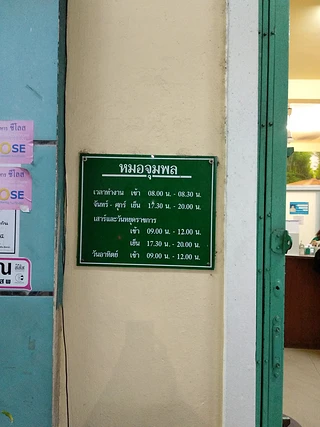 หมอจุมพล
เวลาทำงาน เช้า 08.00 น. - 08.30 น.
จันทร์ - ศุกร์ เย็น 17.30 น. - 20.00 น.
เสาร์และวันหยุดราชการ
เช้า 09.00 น. - 12.00 น.
เย็น 17.30 น. - 20.00 น.
วันอาทิตย์ เช้า 09.00 น. - 12.00 น.
ซีโอส
OSE
OSE